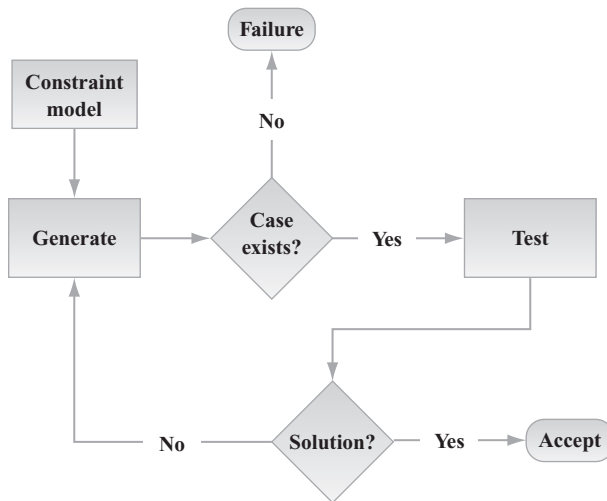 Failure
Constraint
model
No
Generate
Case
exists?
Yes
Test
No
Solution?
Yes
Accept